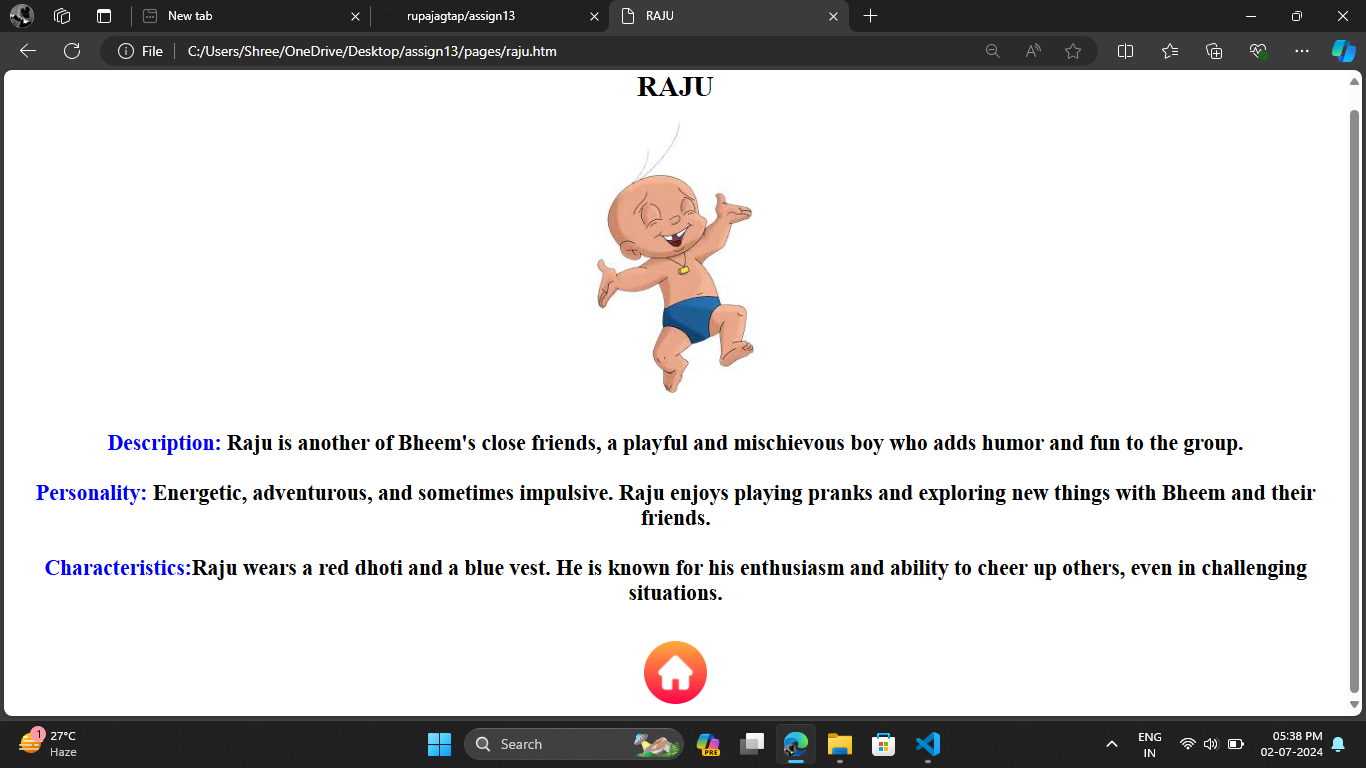 New tab
rupajagtap/assign13
RAJU
File
C:/Users/Shree/OneDrive/Desktop/assign13/pages/raju.htm
RAJU
Description: Raju is another of Bheem's close friends, a playful and mischievous boy who adds humor and fun to the group.
Personality: Energetic, adventurous, and sometimes impulsive. Raju enjoys playing pranks and exploring new things with Bheem and their
friends.
Characteristics:Raju wears a red dhoti and a blue vest. He is known for his enthusiasm and ability to cheer up others, even in challenging
situations.
1
27°C
Haze
Search
PRE
ENG
IN
05:38 PM
02-07-2024